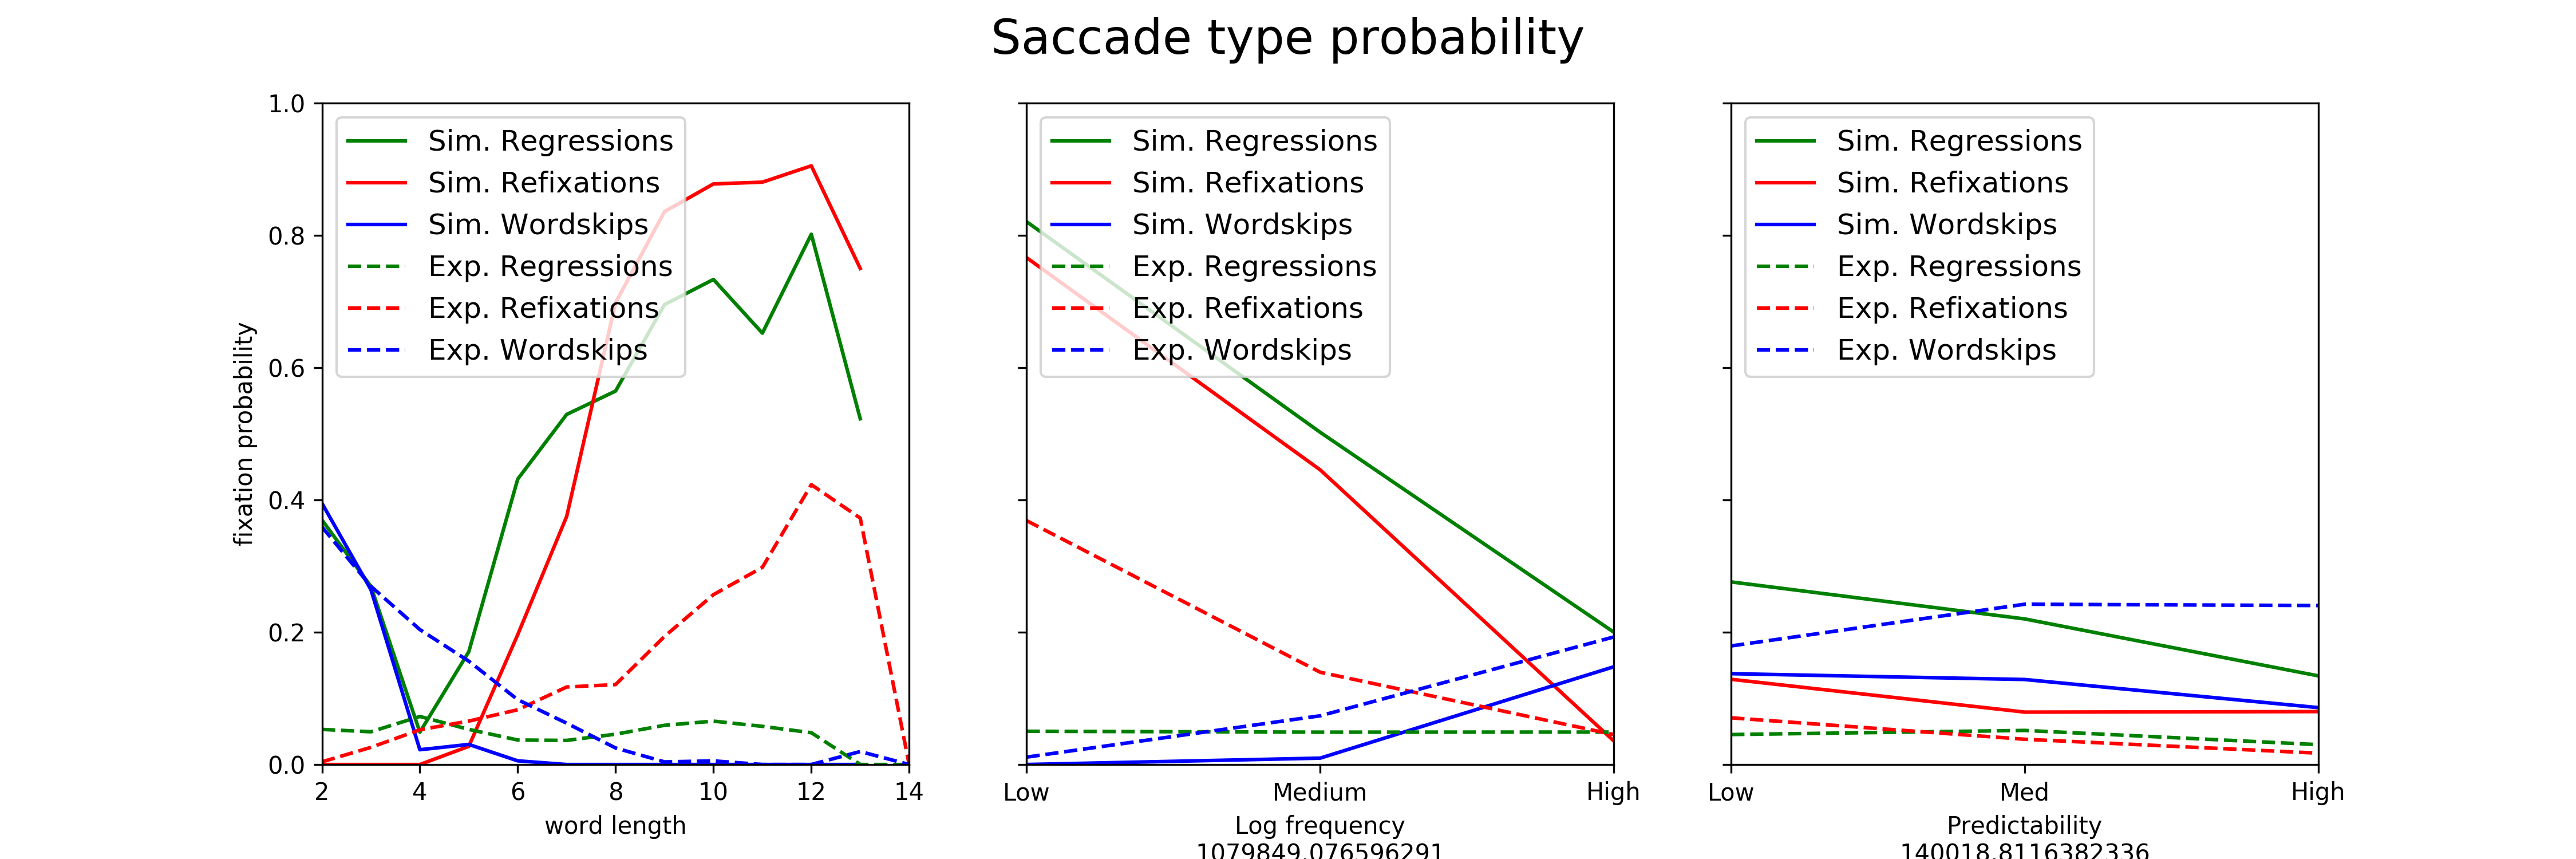 Saccade type probability
fixation probability
1.0
0.8
0.6
0.4
0.2
0.0
Sim. Regressions
Sim. Refixations
Sim. Wordskips
Exp. Regressions
Exp. Refixations
Exp. Wordskips
2 4 6 8 10 12 14
word length
Sim. Regressions
Sim. Refixations
Sim. Wordskips
Exp. Regressions
Exp. Refixations
Exp. Wordskips
Low Medium High
Log frequency
1079849.076596291
Sim. Regressions
Sim. Refixations
Sim. Wordskips
Exp. Regressions
Exp. Refixations
Exp. Wordskips
Low Med High
Predictability
140018.8116382336